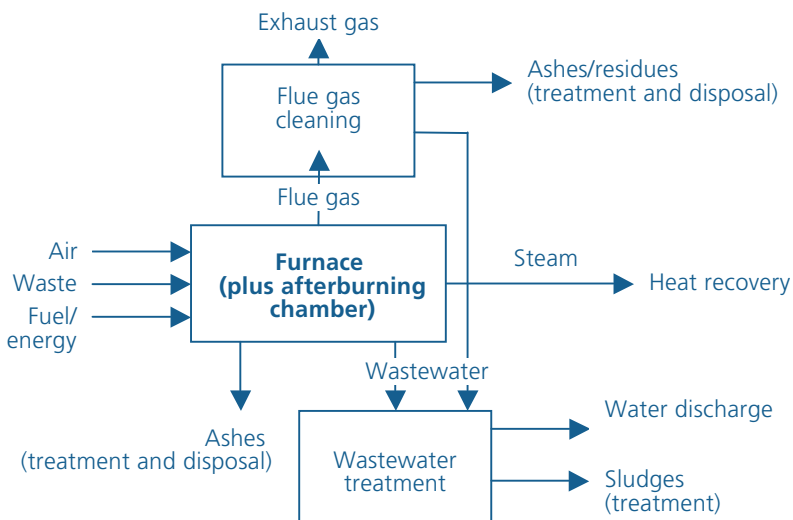 Exhaust gas
Flue gas
cleaning
Ashes/residues
(treatment and disposal)
Flue gas
Air
Waste
Fuel/
energy
Furnace
(plus afterburning
chamber)
Steam
Heat recovery
Wastewater
Ashes
(treatment and disposal)
Wastewater
treatment
Water discharge
Sludges
(treatment)